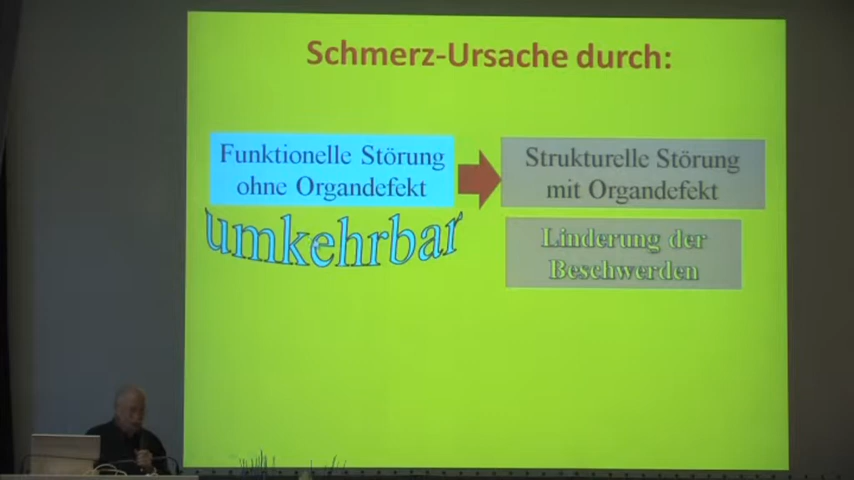 Schmerz-Ursache durch:
Funktionelle Störung
ohne Organdefekt
umkehrbar
Strukturelle Störung
mit Organdefekt
Linderung der
Beschwerden